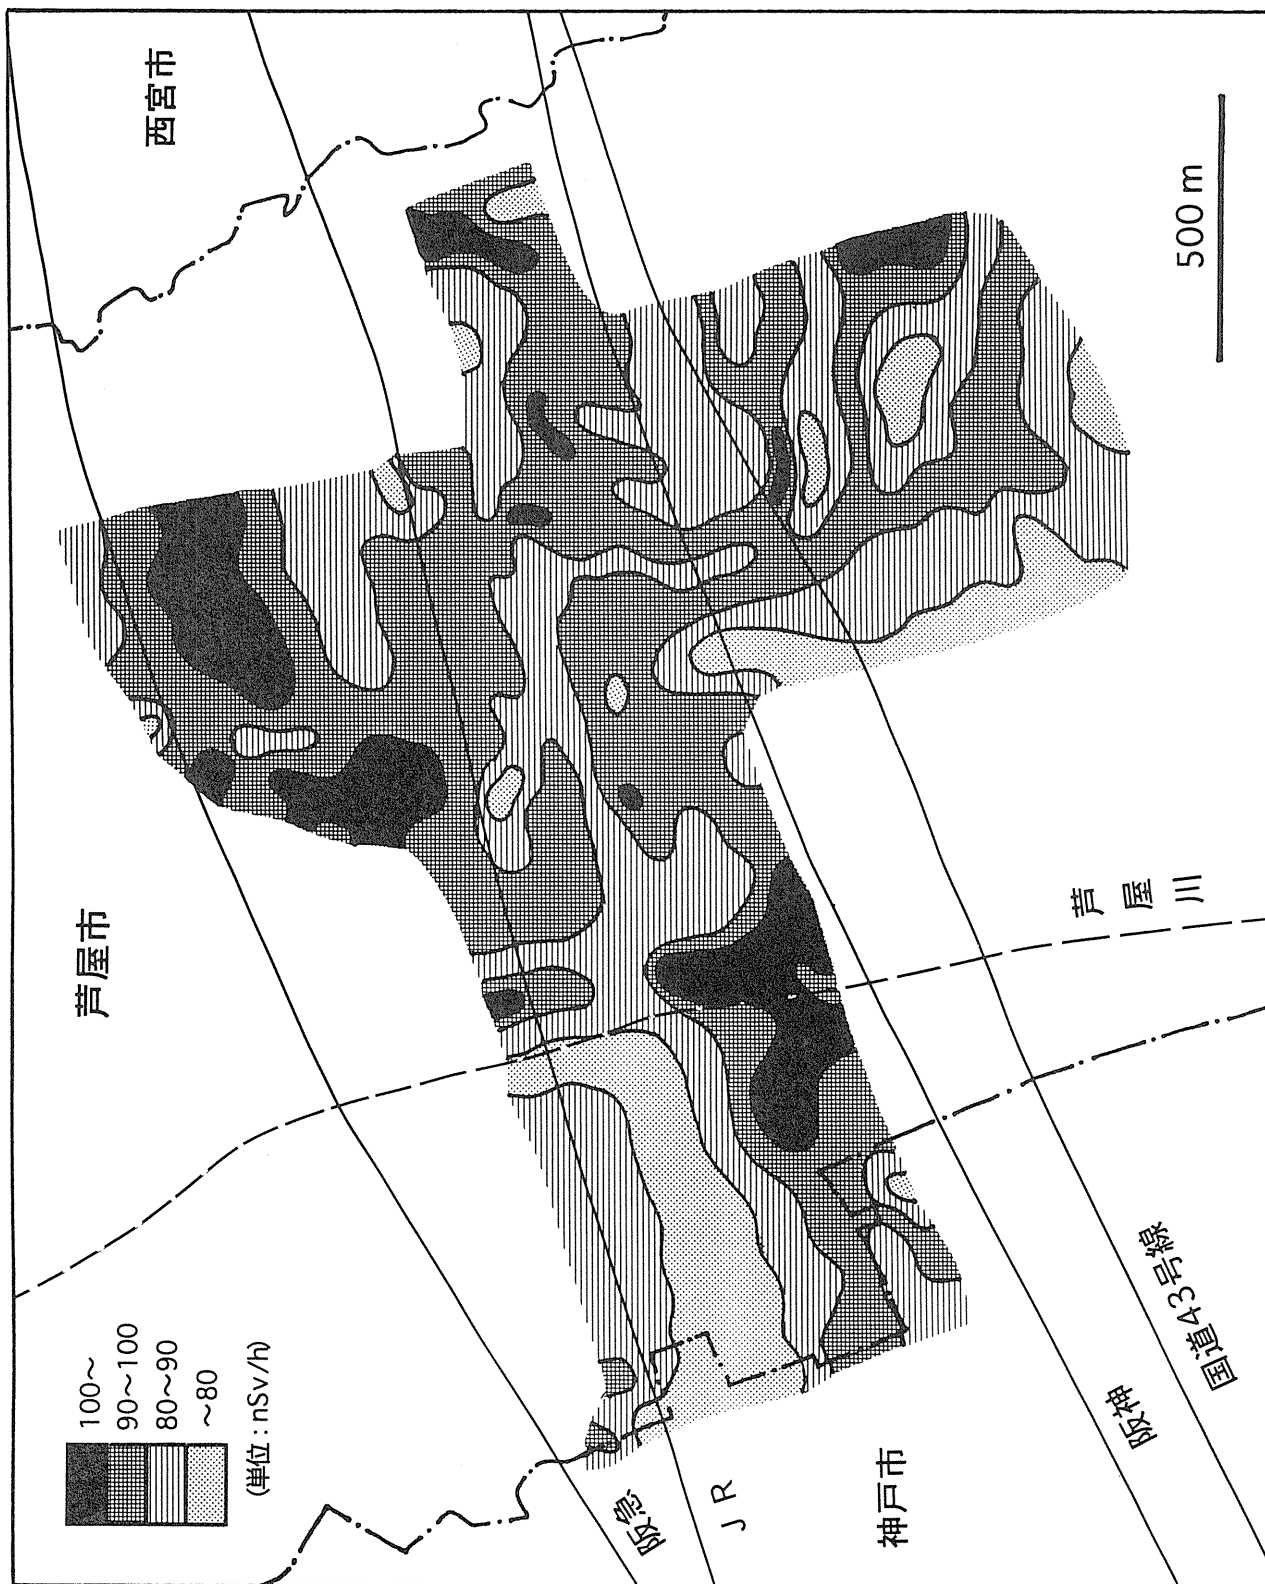 100～
90～100
80～90
～80
(単位 : nSv/h)
芦屋市
西宮市
神戸市
阪急
JR
阪神
国道43号線
芦屋川
500 m